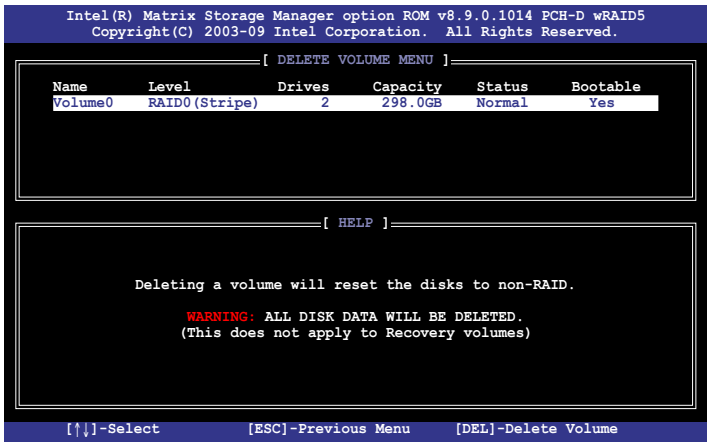 Intel(R) Matrix Storage Manager option ROM v8.9.0.1014 PCH-D wRAID5
Copyright(C) 2003-09 Intel Corporation.  All Rights Reserved.
[ DELETE VOLUME MENU ]
Name Level Drives Capacity Status Bootable
Volume0 RAID0(Stripe) 2 298.0GB Normal Yes
[ HELP ]
Deleting a volume will reset the disks to non-RAID.
WARNING: ALL DISK DATA WILL BE DELETED.
(This does not apply to Recovery volumes)
[↑↓]-Select [ESC]-Previous Menu [DEL]-Delete Volume